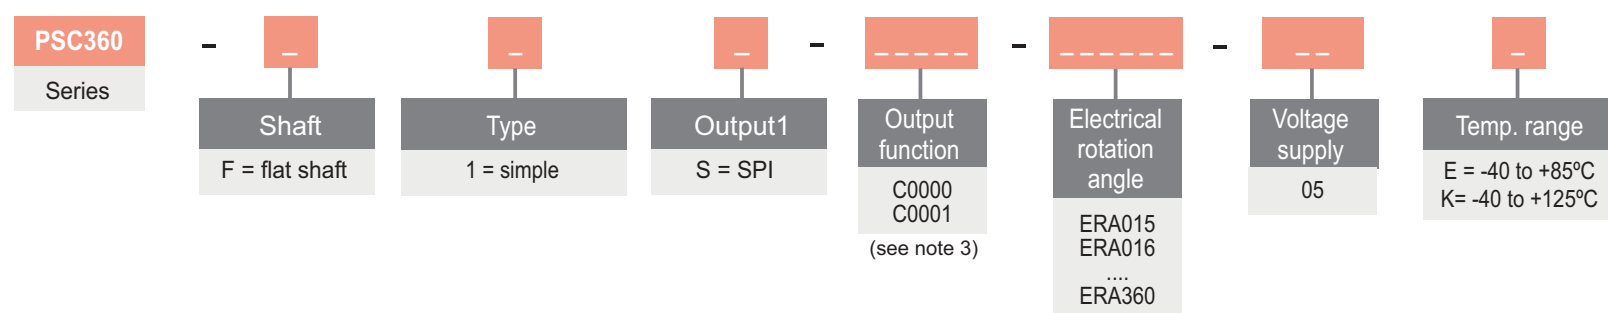 PSC360 - _ _ _ - _ _ _ _ _ - _ _ _ _ _ _ - _ _ _
Series
Shaft
F = flat shaft
Type
1 = simple
Output1
S = SPI
Output
function
C0000
C0001
(see note 3)
Electrical
rotation
angle
ERA015
ERA016
....
ERA360
Voltage
supply
05
Temp. range
E = -40 to +85ºC
K= -40 to +125ºC